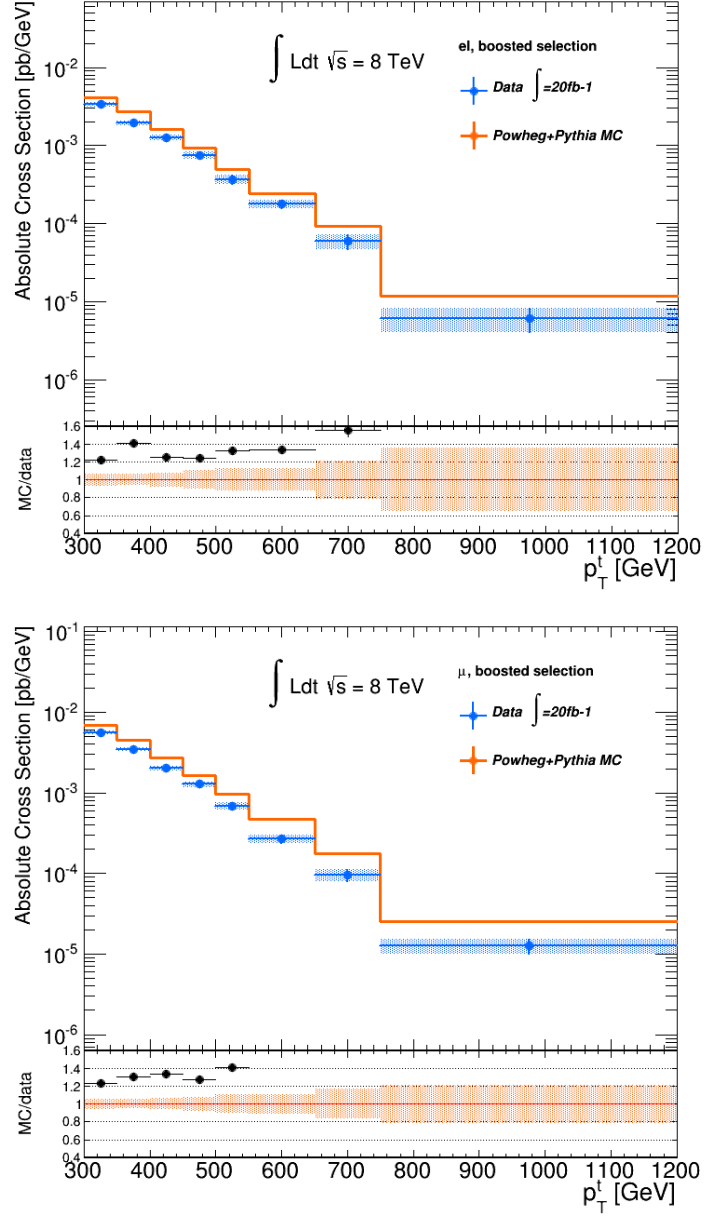 Absolute Cross Section [pb/GeV]
10^-2
10^-3
10^-4
10^-5
10^-6
∫ Ldt √s = 8 TeV
el, boosted selection
Data ∫=20fb-1
Powheg+Pythia MC
MC/data
1.6
1.4
1.2
1
0.8
0.6
0.4
300 400 500 600 700 800 900 1000 1100 1200
p_T^t [GeV]
Absolute Cross Section [pb/GeV]
10^-1
10^-2
10^-3
10^-4
10^-5
10^-6
∫ Ldt √s = 8 TeV
μ, boosted selection
Data ∫=20fb-1
Powheg+Pythia MC
MC/data
1.6
1.4
1.2
1
0.8
0.6
0.4
300 400 500 600 700 800 900 1000 1100 1200
p_T^t [GeV]